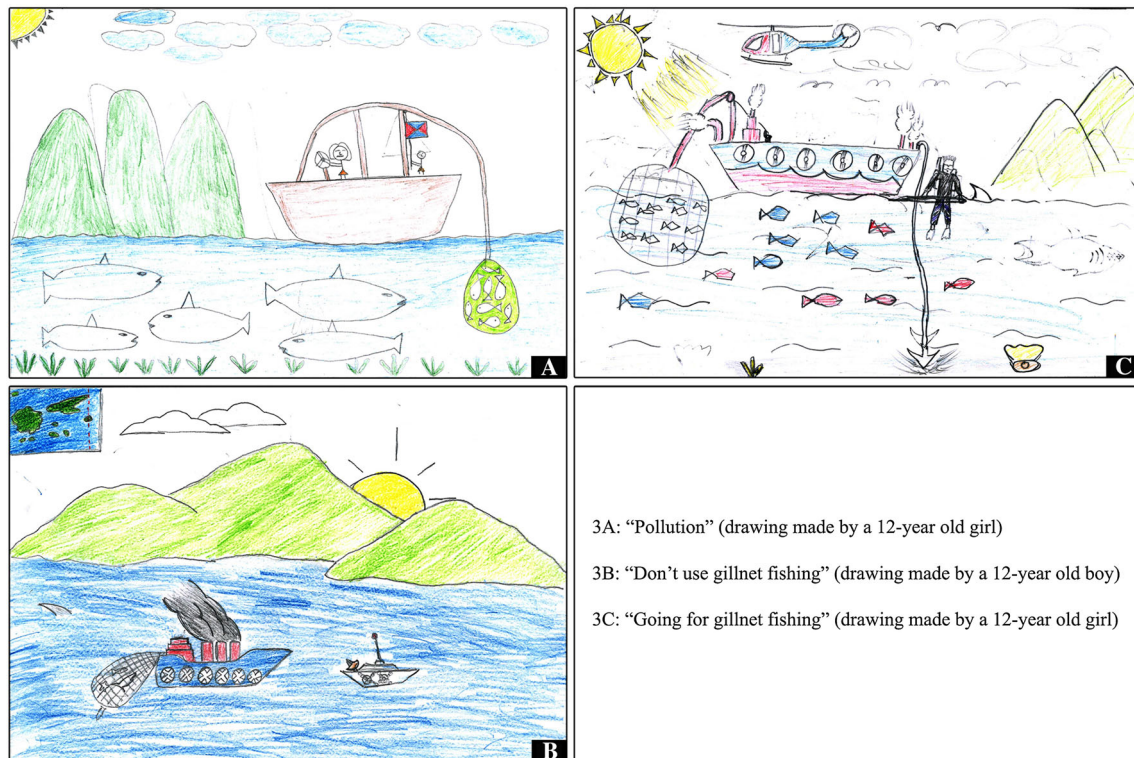 A
C
B
3A: “Pollution” (drawing made by a 12-year old girl)
3B: “Don’t use gillnet fishing” (drawing made by a 12-year old boy)
3C: “Going for gillnet fishing” (drawing made by a 12-year old girl)